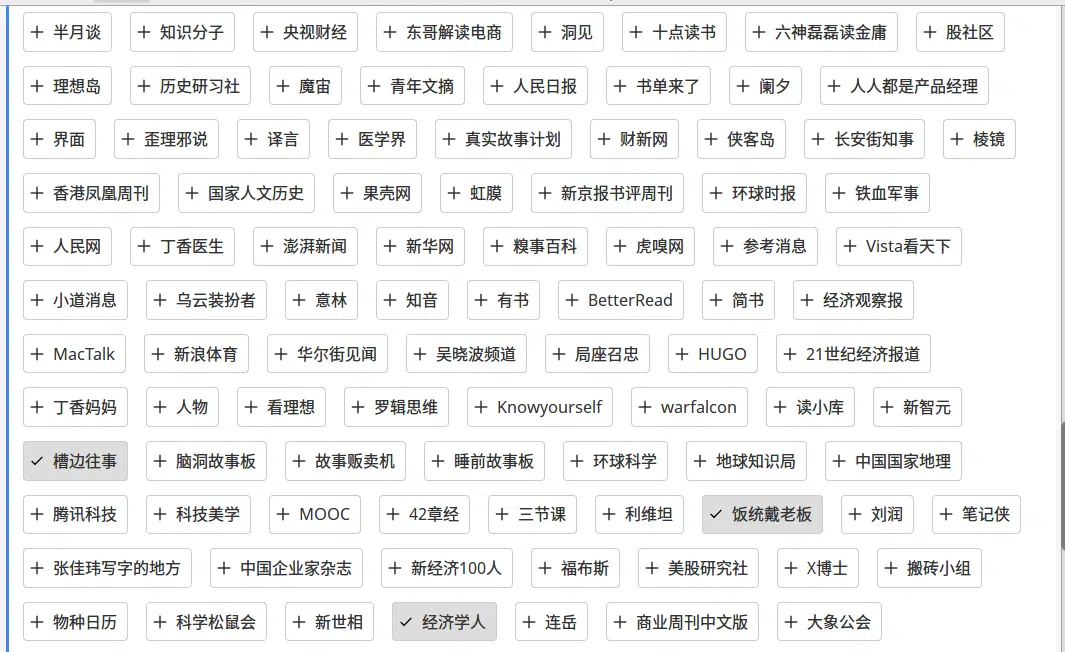 + 半月谈 + 知识分子 + 央视财经 + 东哥解读电商 + 洞见 + 十点读书 + 六神磊磊读金庸 + 股社区
+ 理想岛 + 历史研习社 + 魔宙 + 青年文摘 + 人民日报 + 书单来了 + 阑夕 + 人人都是产品经理
+ 界面 + 歪理邪说 + 译言 + 医学界 + 真实故事计划 + 财新网 + 侠客岛 + 长安街知事 + 棱镜
+ 香港凤凰周刊 + 国家人文历史 + 果壳网 + 虹膜 + 新京报书评周刊 + 环球时报 + 铁血军事
+ 人民网 + 丁香医生 + 澎湃新闻 + 新华网 + 糗事百科 + 虎嗅网 + 参考消息 + Vista看天下
+ 小道消息 + 乌云装扮者 + 意林 + 知音 + 有书 + BetterRead + 简书 + 经济观察报
+ MacTalk + 新浪体育 + 华尔街见闻 + 吴晓波频道 + 局座召忠 + HUGO + 21世纪经济报道
+ 丁香妈妈 + 人物 + 看理想 + 罗辑思维 + Knowyourself + warfalcon + 读小库 + 新智元
✓ 槽边往事 + 脑洞故事板 + 故事贩卖机 + 睡前故事板 + 环球科学 + 地球知识局 + 中国国家地理
+ 腾讯科技 + 科技美学 + MOOC + 42章经 + 三节课 + 利维坦 ✓ 饭统戴老板 + 刘润 + 笔记侠
+ 张佳玮写字的地方 + 中国企业家杂志 + 新经济100人 + 福布斯 + 美股研究社 + X博士 + 搬砖小组
+ 物种日历 + 科学松鼠会 + 新世相 ✓ 经济学人 + 连岳 + 商业周刊中文版 + 大象公会